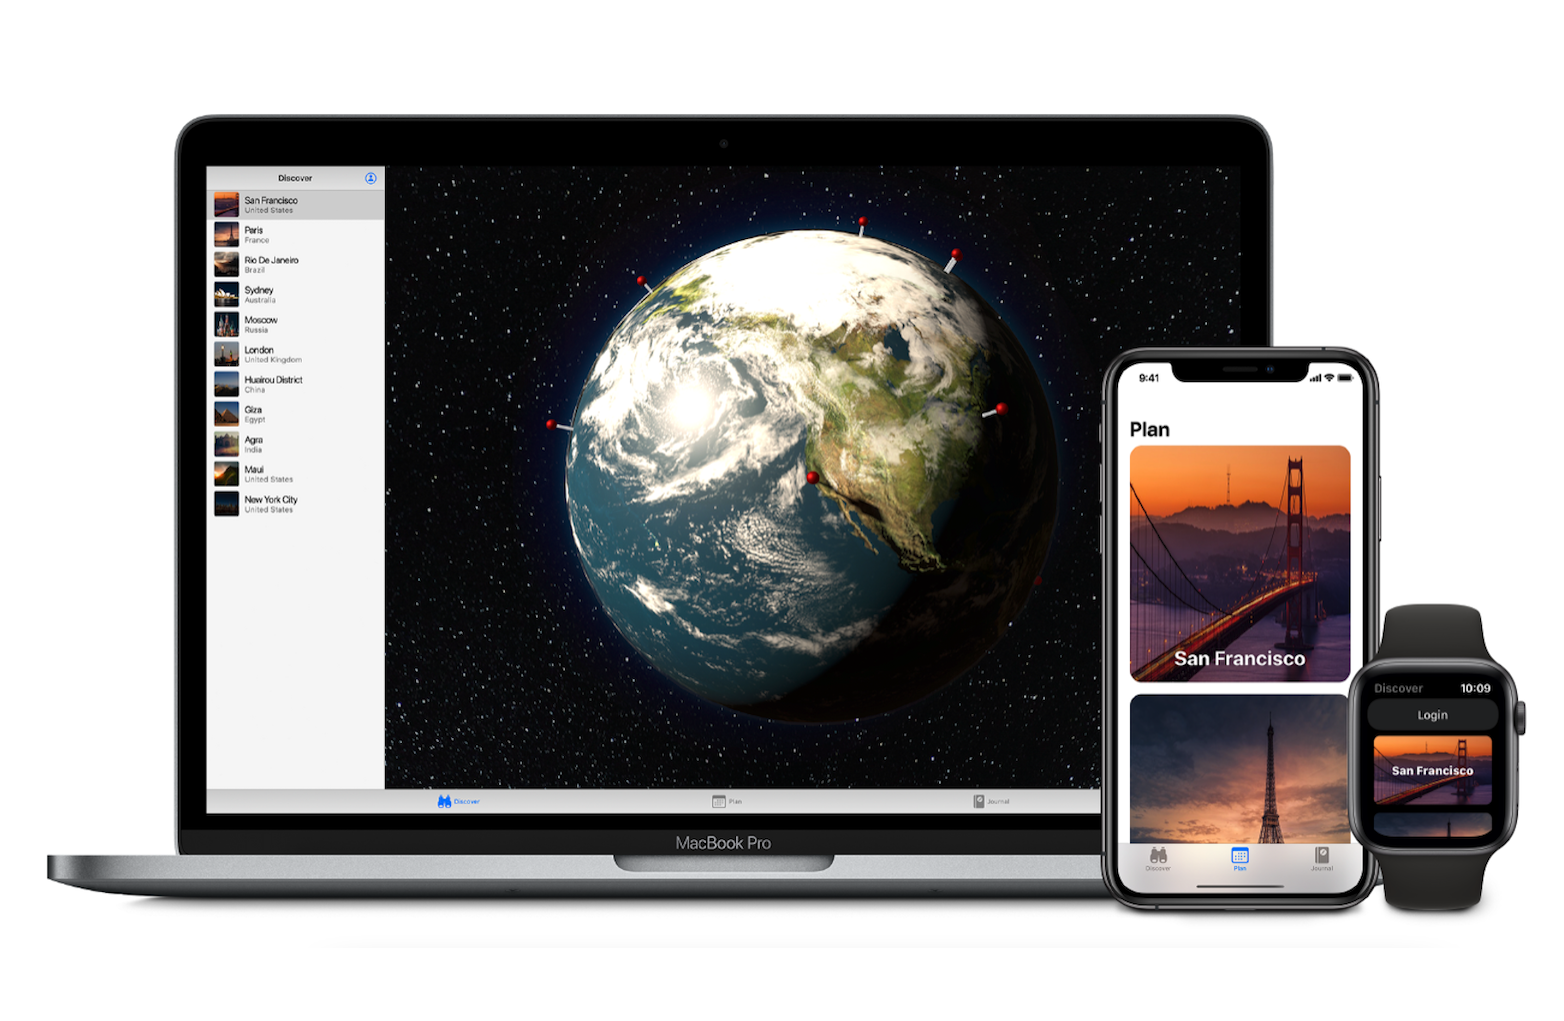 Discover
San Francisco
United States
Paris
France
Rio De Janeiro
Brazil
Sydney
Australia
Moscow
Russia
London
United Kingdom
Huairou District
China
Giza
Egypt
Agra
India
Maui
United States
New York City
United States
Discover
Plan
Journal
MacBook Pro
9:41
Plan
San Francisco
Discover
Plan
Journal
Discover 10:09
Login
San Francisco